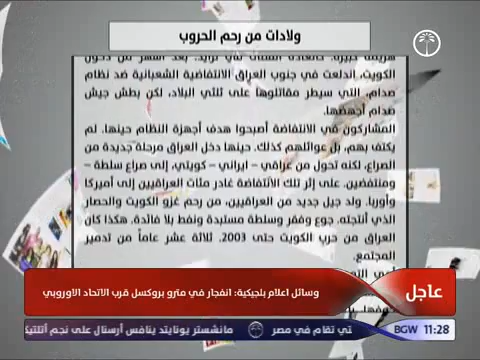 ولادات من رحم الحروب
الكويت، اندلعت في جنوب العراق الانتفاضية الشعبانية ضد نظام
صدام، التي سيطر مقاتلوها على ثلثي البلاد، لكن بطش جيش
صدام أجهضها.
المشاركون في الانتفاضة أصبحوا هدف أجهزة النظام حينها. لم
يكتف بهم، بل عوائلهم كذلك. حينها دخل العراق مرحلة جديدة من
الصراع، لكنه تحول من عراقي – ايراني – كويتي، إلى صراع سلطة –
ومنتفضين. على إثر تلك الأنتفاضة غادر مئات العراقيين إلى أميركا
وأوربا. ولد جيل جديد من العراقيين، من رحم غزو الكويت والحصار
الذي أنتجته. جوع وفقر وسلطة مستبدة ونفط بلا فائدة. هكذا كان
العراق من حرب الكويت حتى 2003. ثلاثة عشر عاماً من تدمير
المجتمع.
عاجل
وسائل اعلام بلجيكية: انفجار في مترو بروكسل قرب الاتحاد الاوروبي
BGW 11:28
تي تقام في مصر
مانشستر يونايتد ينافس أرسنال على نجم أتلتيك